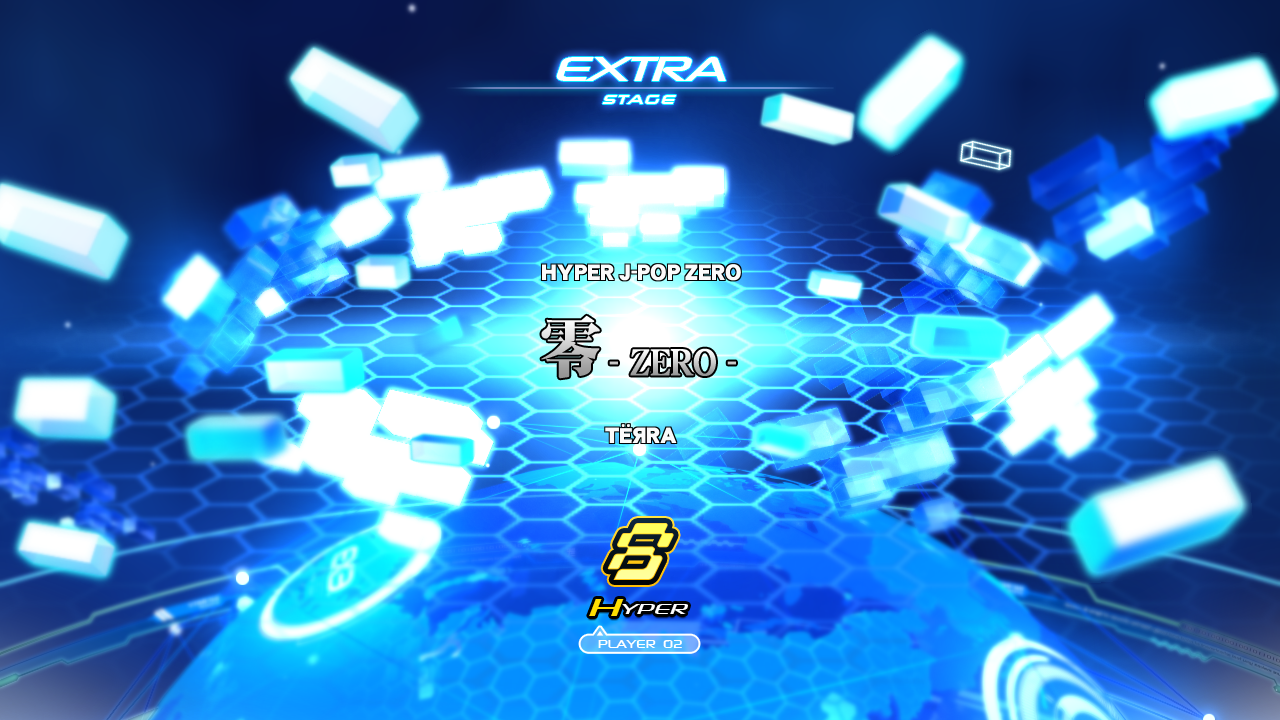 EXTRA
STAGE
HYPER J-POP ZERO
零 - ZERO -
TЁЯRA
8
HYPER
PLAYER 02